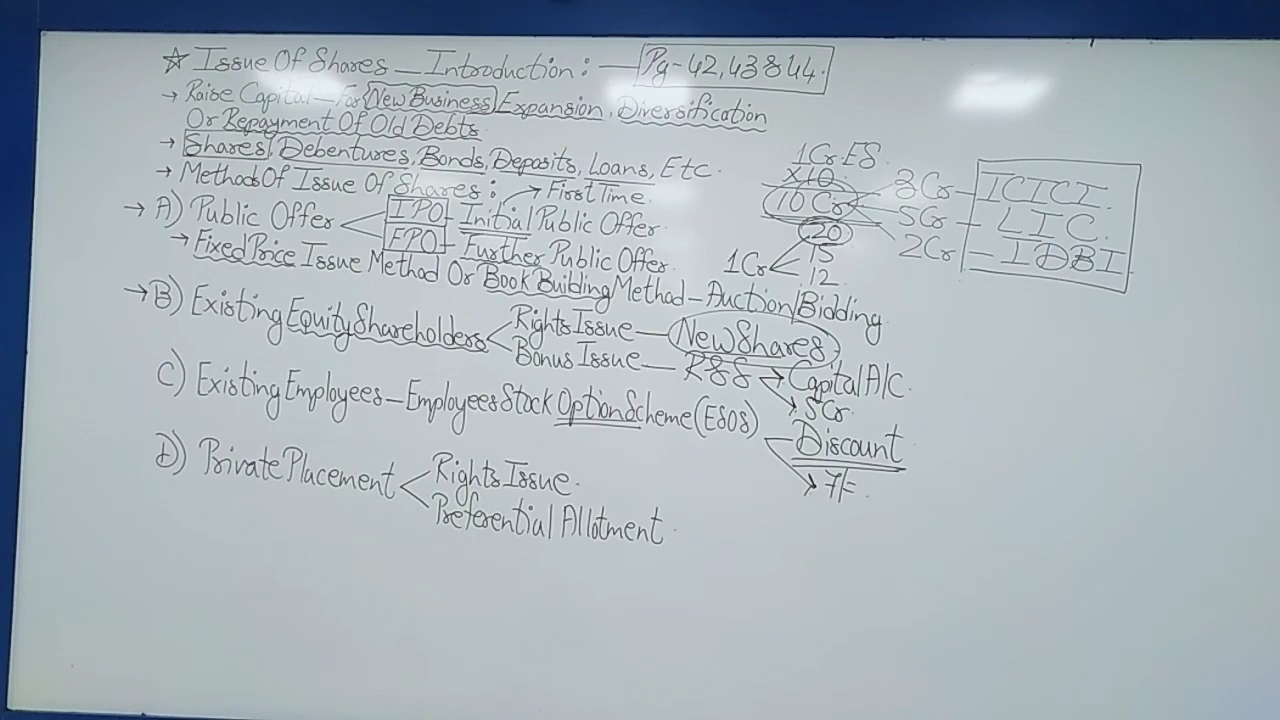 ☆ Issue Of Shares – Introduction: – Pg-42,43&44.
→ Raise Capital – For New Business, Expansion, Diversification
Or Repayment Of Old Debts
→ Shares, Debentures, Bonds, Deposits, Loans, Etc.
→ Methods Of Issue Of Shares:
→ First Time.
→ A) Public Offer
IPO – Initial Public Offer.
FPO – Further Public Offer.
→ Fixed Price Issue Method Or Book Building Method – Auction/Bidding
→ B) Existing Equity Shareholders
Rights Issue – New Shares.
Bonus Issue – R&S → Capital A/C.
→ 5Cr.
C) Existing Employees – Employees Stock Option Scheme (ESOS)
Discount
→ 7/-.
D) Private Placement
Rights Issue.
Preferential Allotment.
1Cr ES.
x10
10 Cr
20
1Cr
15
12
3Cr – ICICI.
5Cr – LIC.
2Cr – IDBI